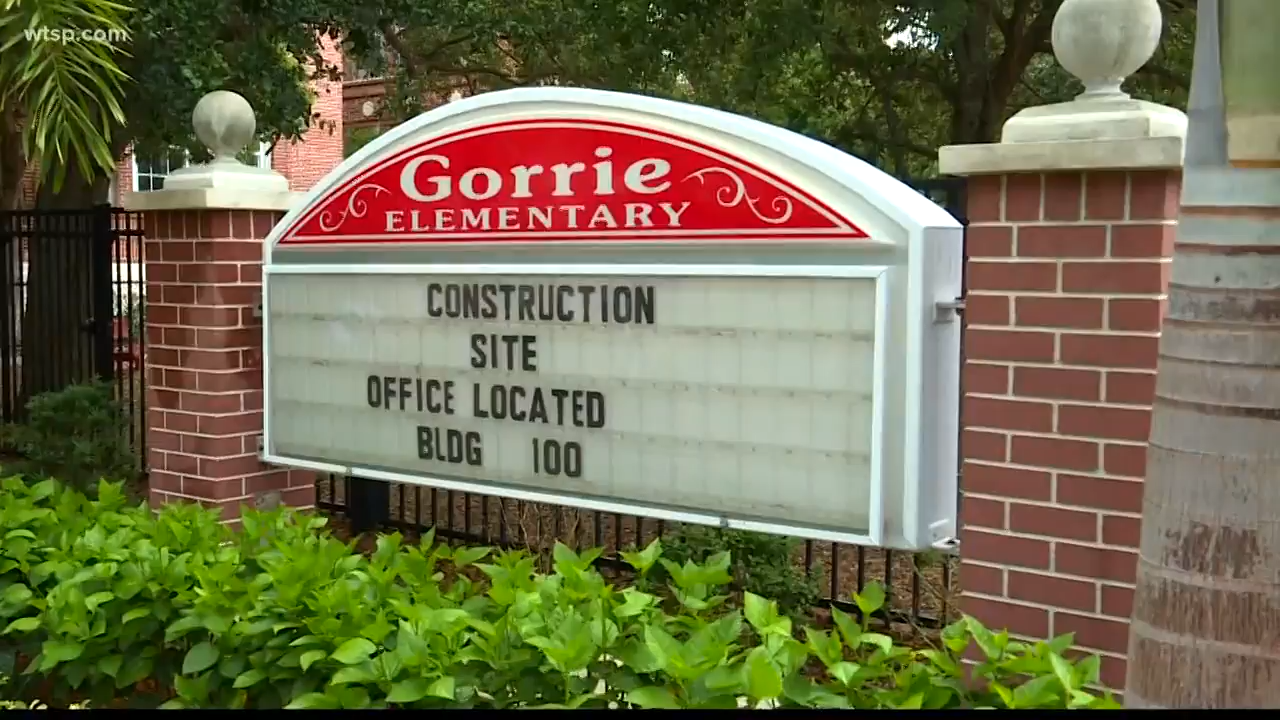 wtsp.com
Gorrie
ELEMENTARY
CONSTRUCTION
SITE
OFFICE LOCATED
BLDG 100